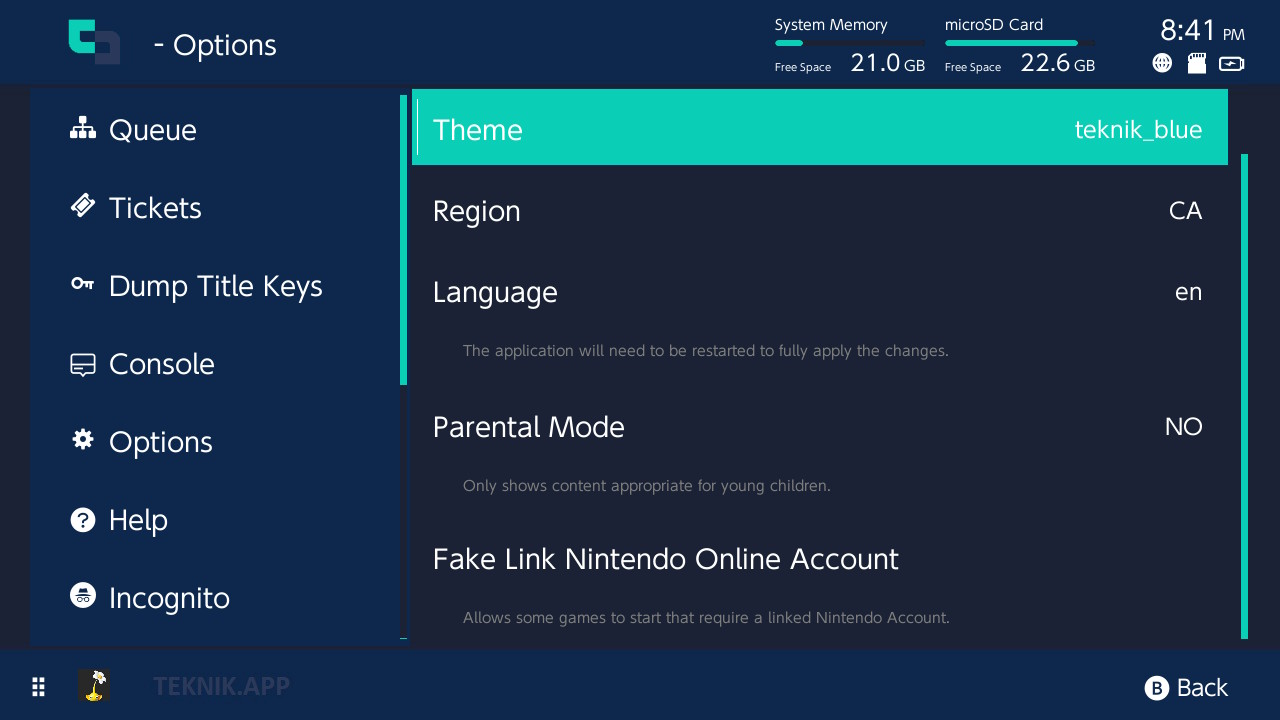 - Options
System Memory
Free Space 21.0 GB
microSD Card
Free Space 22.6 GB
8:41 PM
Queue
Tickets
Dump Title Keys
Console
Options
Help
Incognito
Theme teknik_blue
Region CA
Language en
The application will need to be restarted to fully apply the changes.
Parental Mode NO
Only shows content appropriate for young children.
Fake Link Nintendo Online Account
Allows some games to start that require a linked Nintendo Account.
TEKNIK.APP
B Back